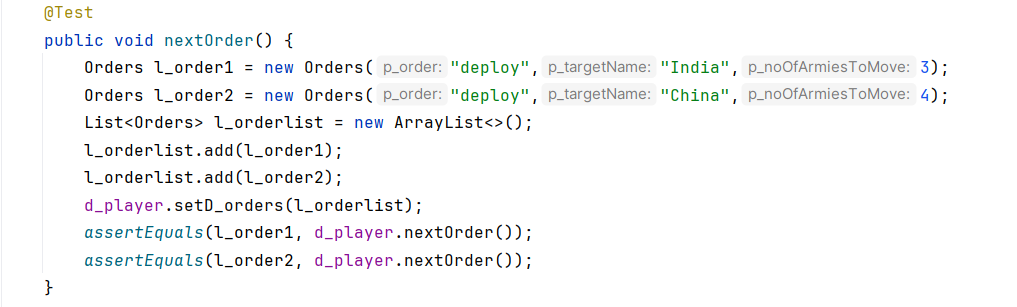 @Test
public void nextOrder() {
    Orders l_order1 = new Orders( p_order: "deploy", p_targetName: "India", p_noOfArmiesToMove: 3);
    Orders l_order2 = new Orders( p_order: "deploy", p_targetName: "China", p_noOfArmiesToMove: 4);
    List<Orders> l_orderlist = new ArrayList<>();
    l_orderlist.add(l_order1);
    l_orderlist.add(l_order2);
    d_player.setD_orders(l_orderlist);
    assertEquals(l_order1, d_player.nextOrder());
    assertEquals(l_order2, d_player.nextOrder());
}